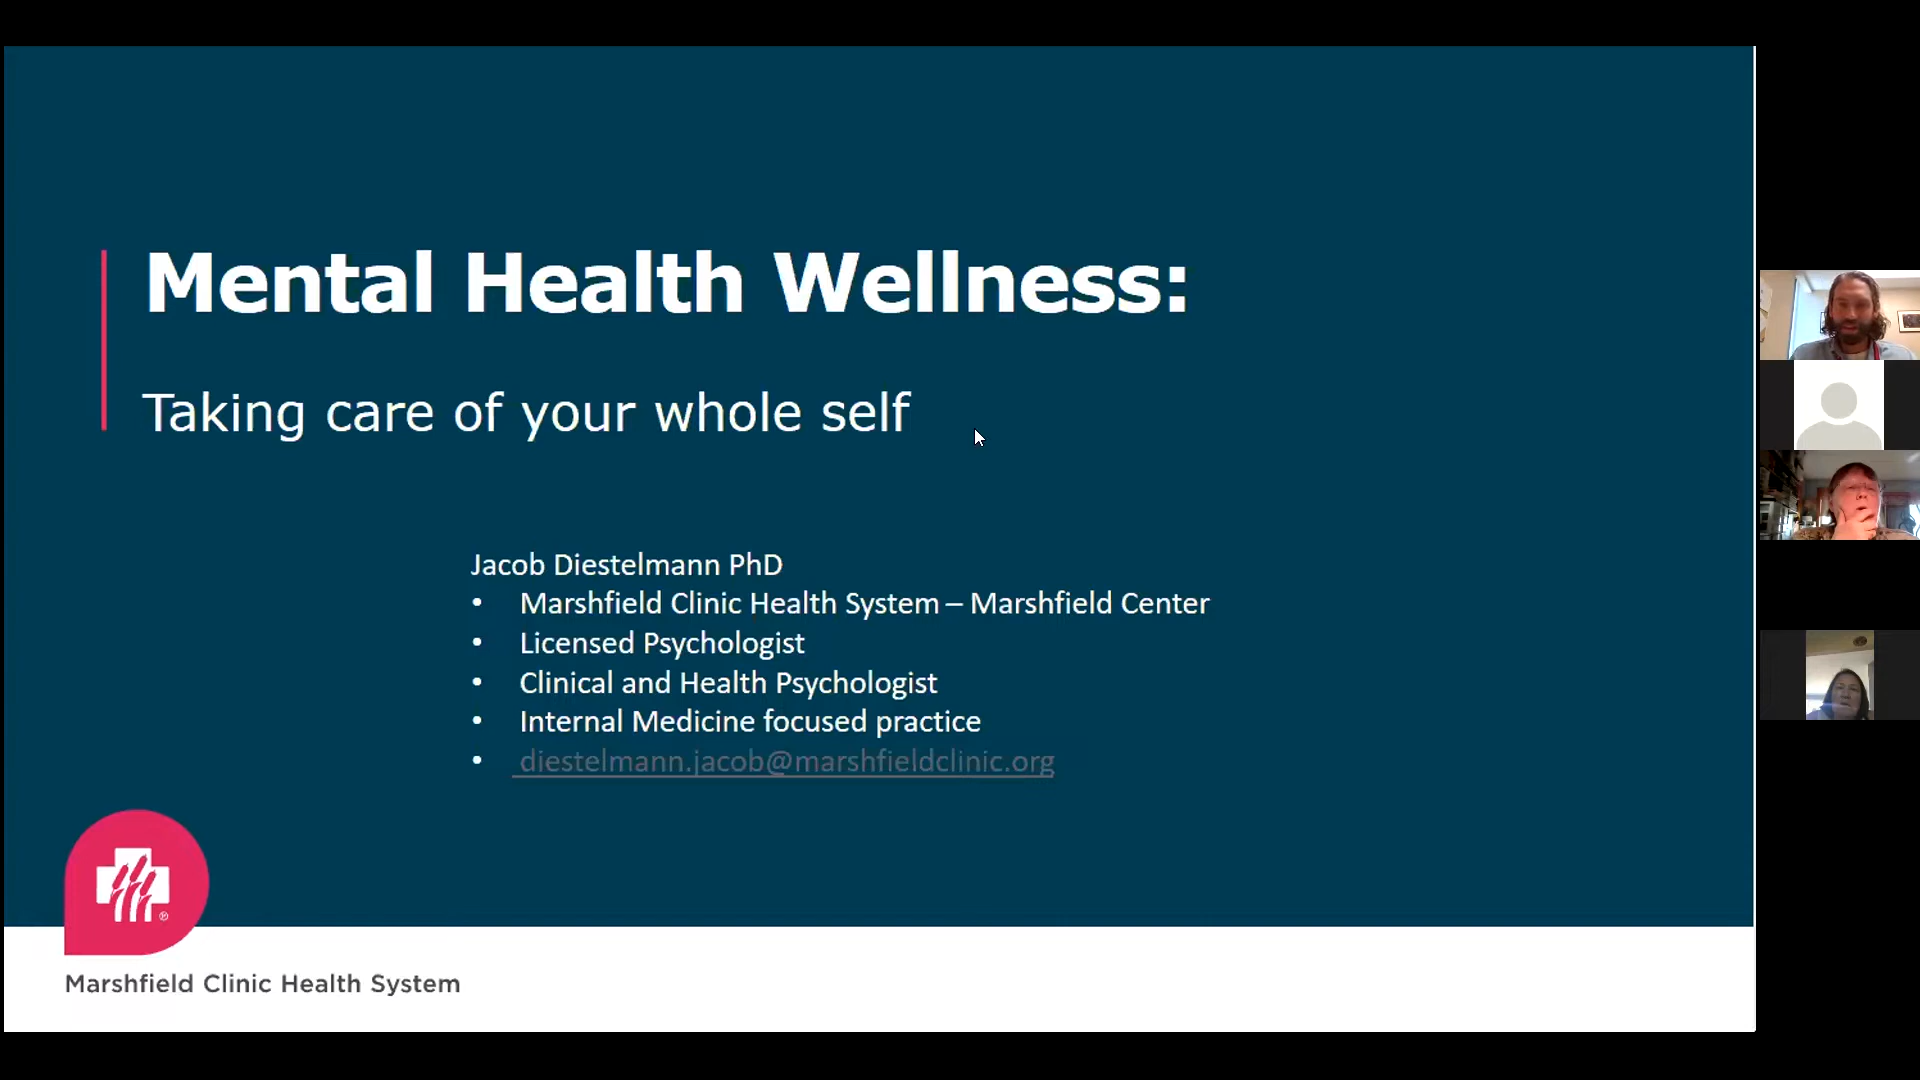 Mental Health Wellness:
Taking care of your whole self
Jacob Diestelmann PhD
• Marshfield Clinic Health System – Marshfield Center
• Licensed Psychologist
• Clinical and Health Psychologist
• Internal Medicine focused practice
• diestelmann.jacob@marshfieldclinic.org
®
Marshfield Clinic Health System